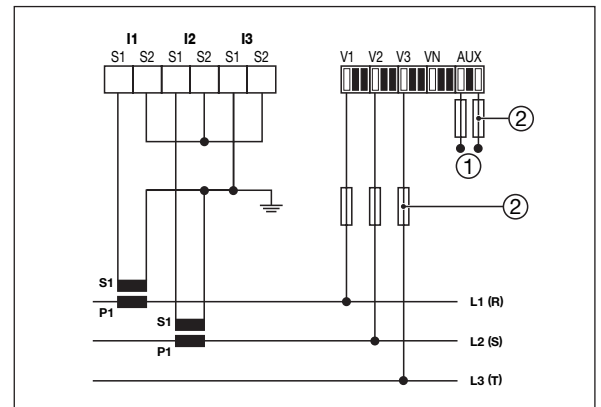 I1 I2 I3
S1 S2 S1 S2 S1 S2 V1 V2 V3 VN AUX
2
1
2
S1
P1 L1 (R)
S1
P1 L2 (S)
L3 (T)